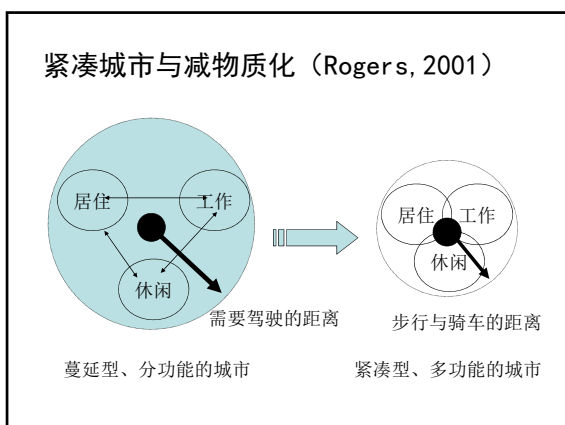 紧凑城市与减物质化（Rogers,2001）
居住
工作
休闲
需要驾驶的距离
蔓延型、分功能的城市
居住
工作
休闲
步行与骑车的距离
紧凑型、多功能的城市